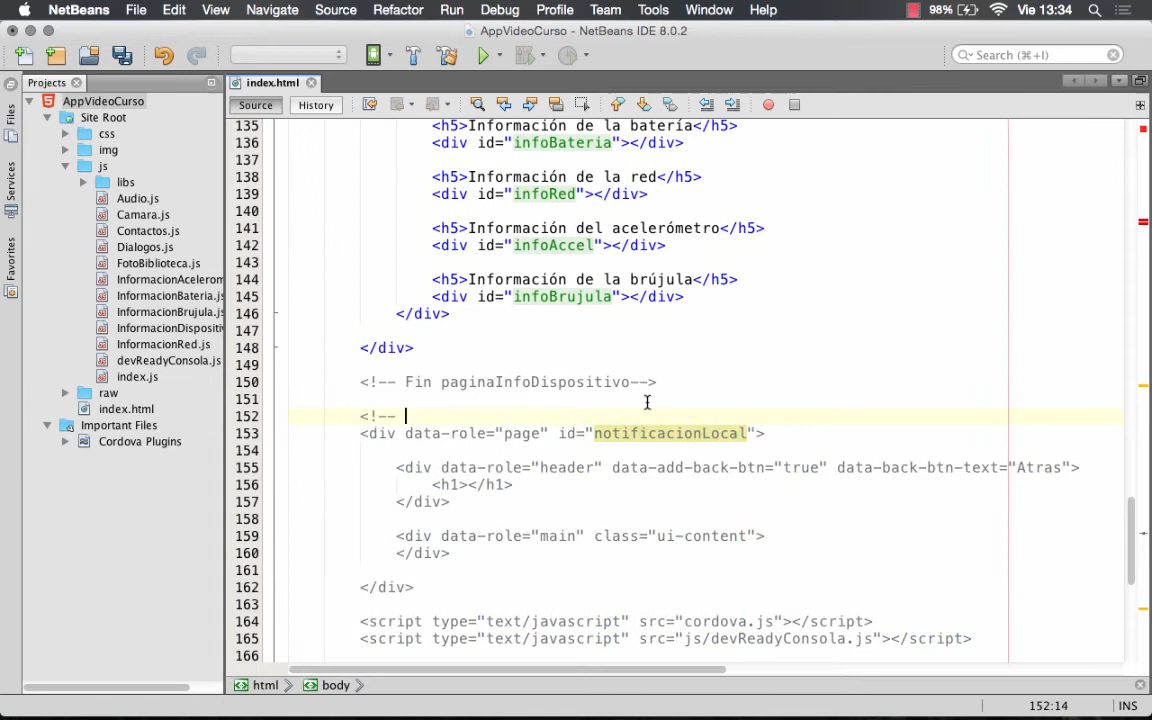 NetBeans File Edit View Navigate Source Refactor Run Debug Profile Team Tools Window Help 98% Vie 13:34
AppVideoCurso - NetBeans IDE 8.0.2
Search (⌘+I)
Projects
index.html
Source History
Files
Services
Favorites
AppVideoCurso
Site Root
css
img
js
libs
Audio.js
Camara.js
Contactos.js
Dialogos.js
FotoBiblioteca.js
InformacionAcelerom
InformacionBateria.js
InformacionBrujula.js
InformacionDispositiv
InformacionRed.js
devReadyConsola.js
index.js
raw
index.html
Important Files
Cordova Plugins
135 <h5>Información de la batería</h5>
136 <div id="infoBateria"></div>
137
138 <h5>Información de la red</h5>
139 <div id="infoRed"></div>
140
141 <h5>Información del acelerómetro</h5>
142 <div id="infoAccel"></div>
143
144 <h5>Información de la brújula</h5>
145 <div id="infoBrujula"></div>
146 </div>
147
148 </div>
149
150 <!-- Fin paginaInfoDispositivo-->
151
152 <!--
153 <div data-role="page" id="notificacionLocal">
154
155 <div data-role="header" data-add-back-btn="true" data-back-btn-text="Atras">
156 <h1></h1>
157 </div>
158
159 <div data-role="main" class="ui-content">
160 </div>
161
162 </div>
163
164 <script type="text/javascript" src="cordova.js"></script>
165 <script type="text/javascript" src="js/devReadyConsola.js"></script>
166
html body
152:14 INS